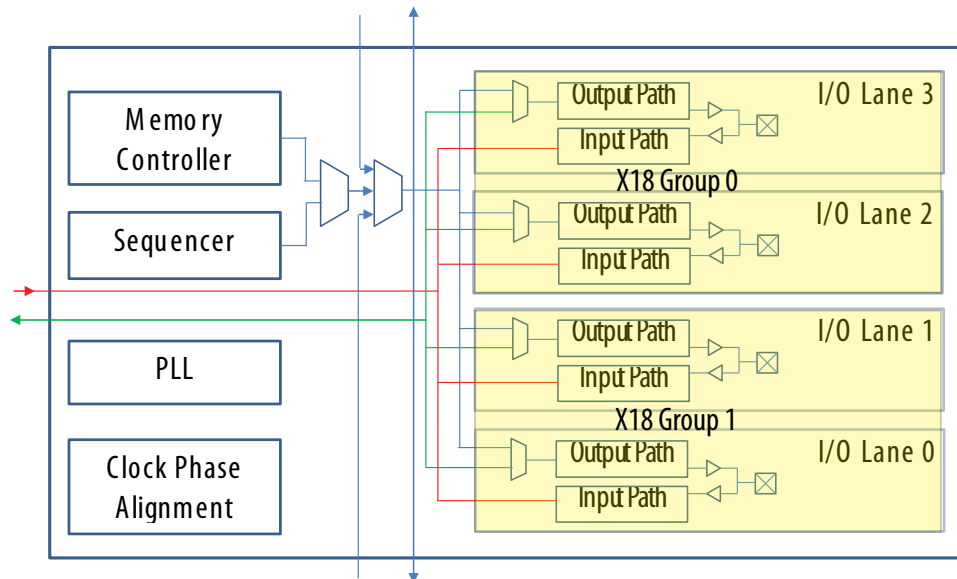 Memory
Controller
Sequencer
PLL
Clock Phase
Alignment
Output Path
I/O Lane 3
Input Path
X18 Group 0
Output Path
I/O Lane 2
Input Path
Output Path
I/O Lane 1
Input Path
X18 Group 1
Output Path
I/O Lane 0
Input Path